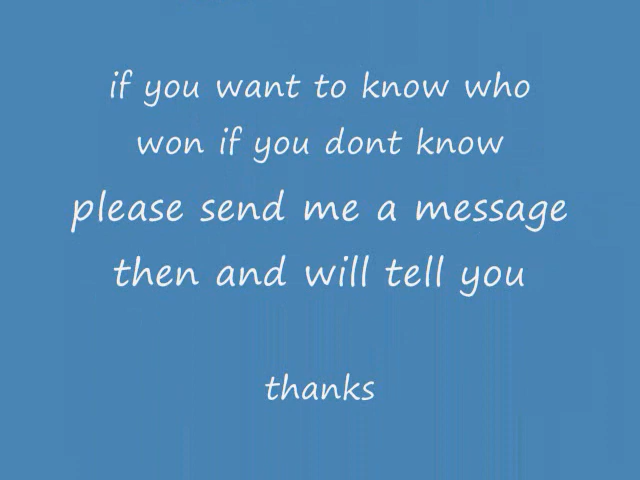 if you want to know who
won if you dont know
please send me a message
then and will tell you
thanks